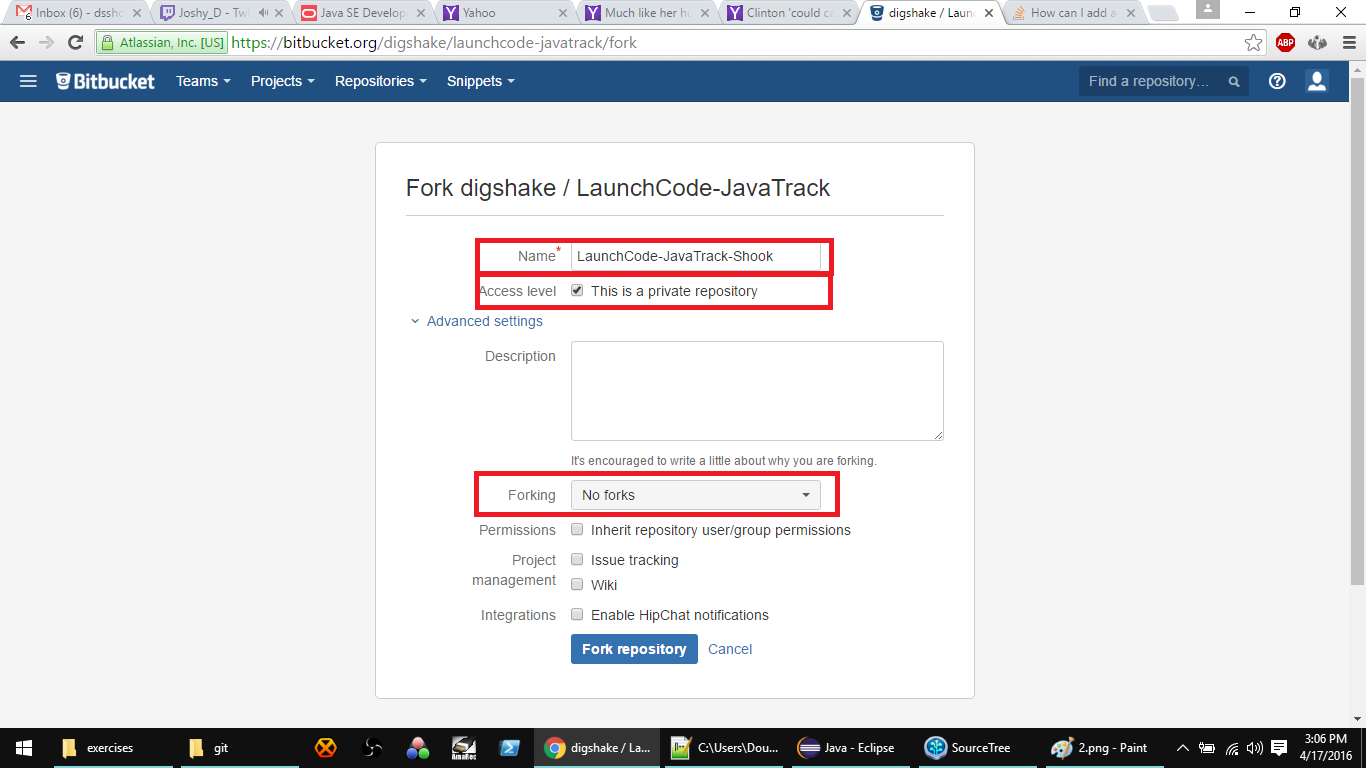 Inbox (6) - dssho
Joshy_D - Twi
Java SE Develop
Yahoo
Much like her hu
Clinton 'could ca
digshake / Laun
How can I add a
Atlassian, Inc. [US] https://bitbucket.org/digshake/launchcode-javatrack/fork
ABP
Bitbucket Teams Projects Repositories Snippets Find a repository…
Fork digshake / LaunchCode-JavaTrack
Name* LaunchCode-JavaTrack-Shook
Access level This is a private repository
Advanced settings
Description
It's encouraged to write a little about why you are forking.
Forking No forks
Permissions Inherit repository user/group permissions
Project management
Issue tracking
Wiki
Integrations Enable HipChat notifications
Fork repository Cancel
exercises git digshake / La... C:\Users\Dou... Java - Eclipse SourceTree 2.png - Paint
3:06 PM
4/17/2016